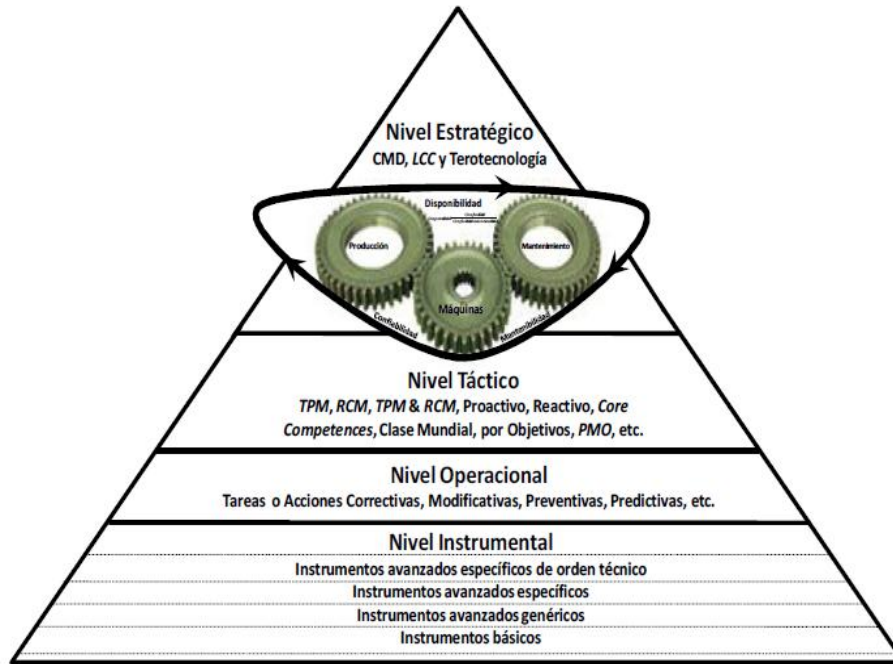 Nivel Estratégico
CMD, LCC y Terotecnología
Disponibilidad
Producción
Mantenimiento
Máquinas
Confiabilidad
Mantenibilidad
Nivel Táctico
TPM, RCM, TPM & RCM, Proactivo, Reactivo, Core
Competences, Clase Mundial, por Objetivos, PMO, etc.
Nivel Operacional
Tareas o Acciones Correctivas, Modificativas, Preventivas, Predictivas, etc.
Nivel Instrumental
Instrumentos avanzados específicos de orden técnico
Instrumentos avanzados específicos
Instrumentos avanzados genéricos
Instrumentos básicos